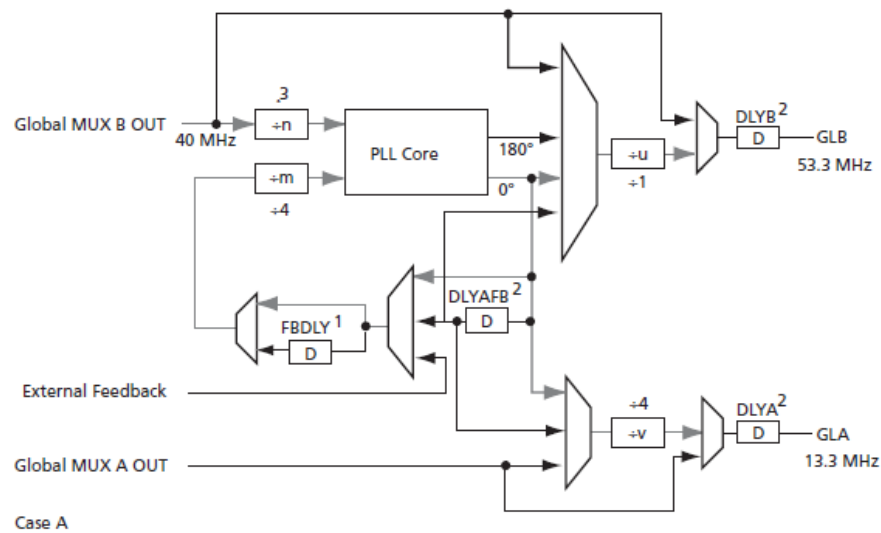 .3
Global MUX B OUT
÷n
40 MHz
PLL Core
180°
0°
÷m
÷4
÷u
÷1
DLYB 2
D
GLB
53.3 MHz
DLYAFB 2
D
FBDLY 1
D
External Feedback
÷4
÷v
DLYA 2
D
GLA
13.3 MHz
Global MUX A OUT
Case A